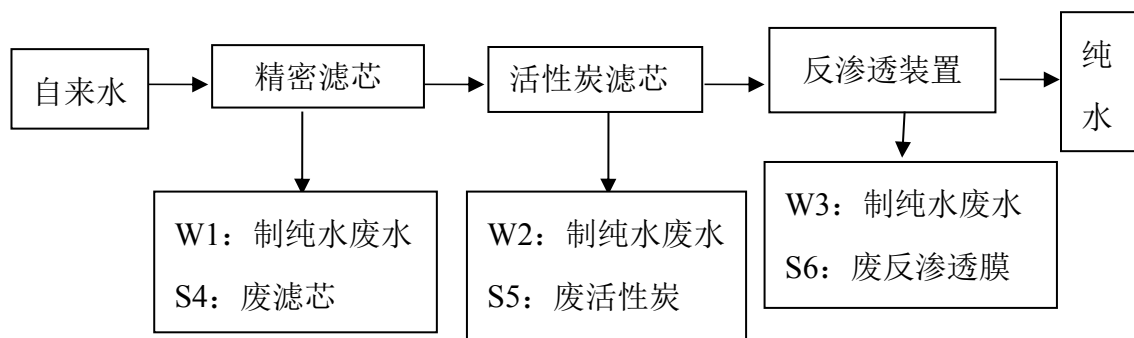 自来水
精密滤芯
活性炭滤芯
反渗透装置
纯
水
W1：制纯水废水
S4：废滤芯
W2：制纯水废水
S5：废活性炭
W3：制纯水废水
S6：废反渗透膜